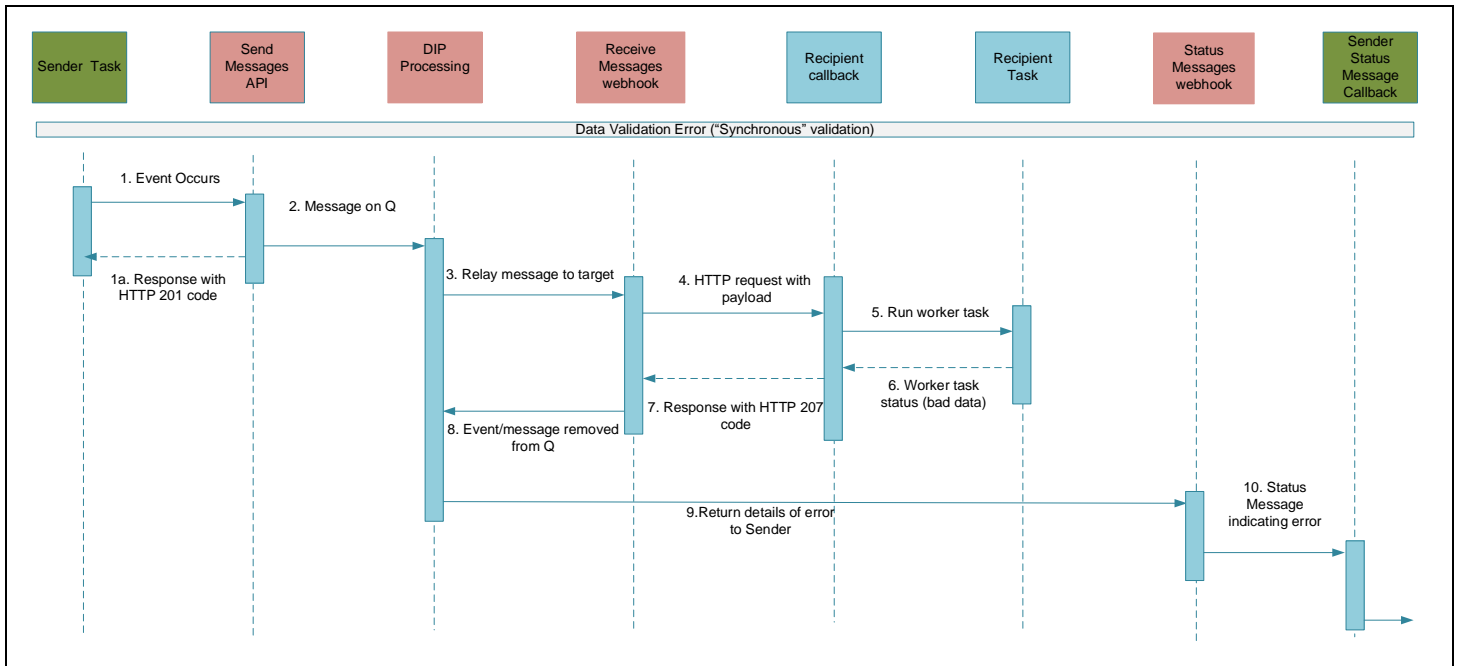 Sender Task
Send
Messages
API
DIP
Processing
Receive
Messages
webhook
Recipient
callback
Recipient
Task
Status
Messages
webhook
Sender
Status
Message
Callback
Data Validation Error (“Synchronous” validation)
1. Event Occurs
2. Message on Q
1a. Response with
HTTP 201 code
3. Relay message to target
4. HTTP request with
payload
5. Run worker task
6. Worker task
status (bad data)
7. Response with HTTP 207
code
8. Event/message removed
from Q
9.Return details of error
to Sender
10. Status
Message
indicating error